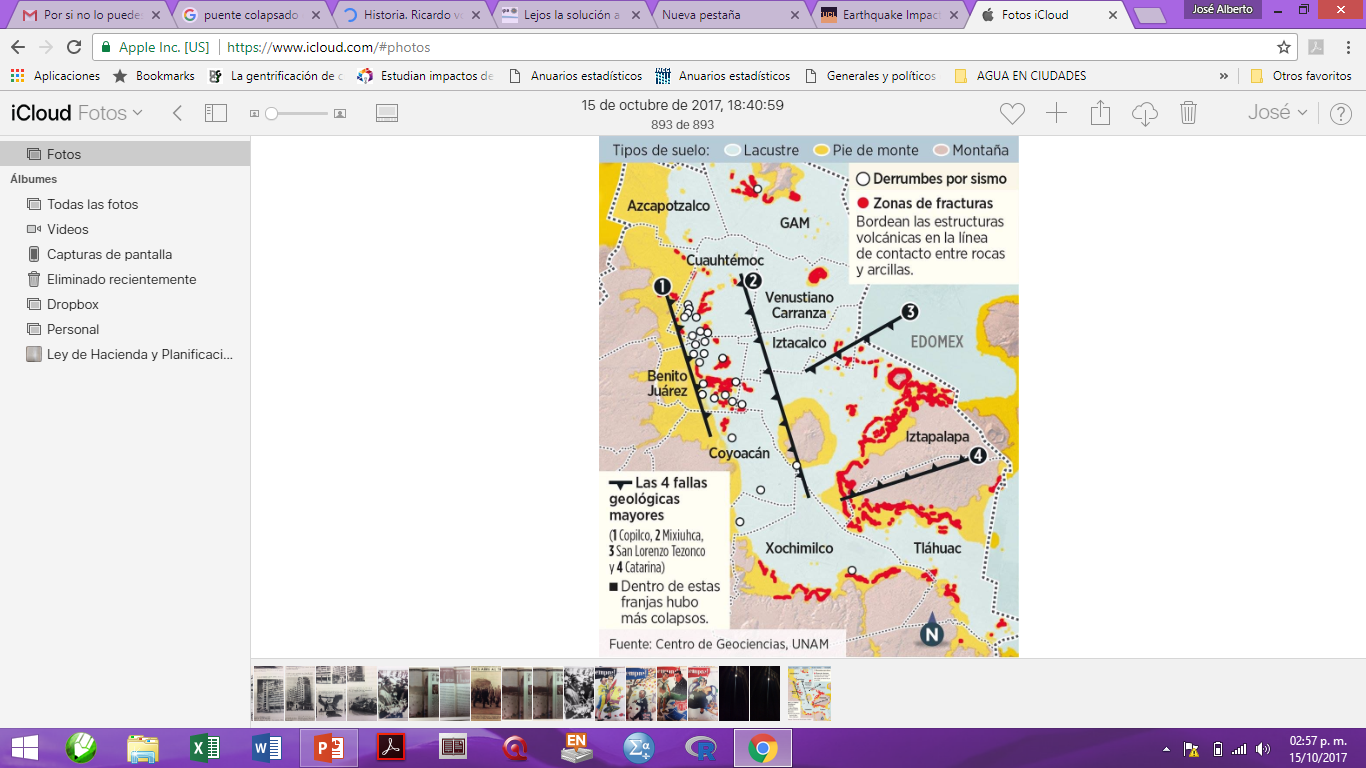 Por si no lo puede
puente colapsado
Historia. Ricardo v
Lejos la solución a
Nueva pestaña
UCL
Earthquake Impac
Fotos iCloud
José Alberto
Apple Inc. [US]
https://www.icloud.com/#photos
Aplicaciones
Bookmarks
La gentrificación de c
Estudian impactos de
Anuarios estadísticos
Anuarios estadísticos
Generales y políticos
AGUA EN CIUDADES
»
Otros favoritos
iCloud Fotos
15 de octubre de 2017, 18:40:59
893 de 893
José
?
Fotos
Álbumes
Todas las fotos
Videos
Capturas de pantalla
Eliminado recientemente
Dropbox
Personal
Ley de Hacienda y Planificaci...
Tipos de suelo: Lacustre Pie de monte Montaña
Derrumbes por sismo
Zonas de fracturas
Bordean las estructuras
volcánicas en la línea
de contacto entre rocas
y arcillas.
Azcapotzalco
GAM
Cuauhtémoc
1
2
Venustiano
Carranza
3
Iztacalco
EDOMEX
Benito
Juárez
Iztapalapa
Coyoacán
4
Las 4 fallas
geológicas
mayores
(1 Copilco, 2 Mixiuhca,
3 San Lorenzo Tezonco
y 4 Catarina)
Dentro de estas
franjas hubo
más colapsos.
Xochimilco
Tláhuac
N
Fuente: Centro de Geociencias, UNAM
EN
02:57 p. m.
15/10/2017